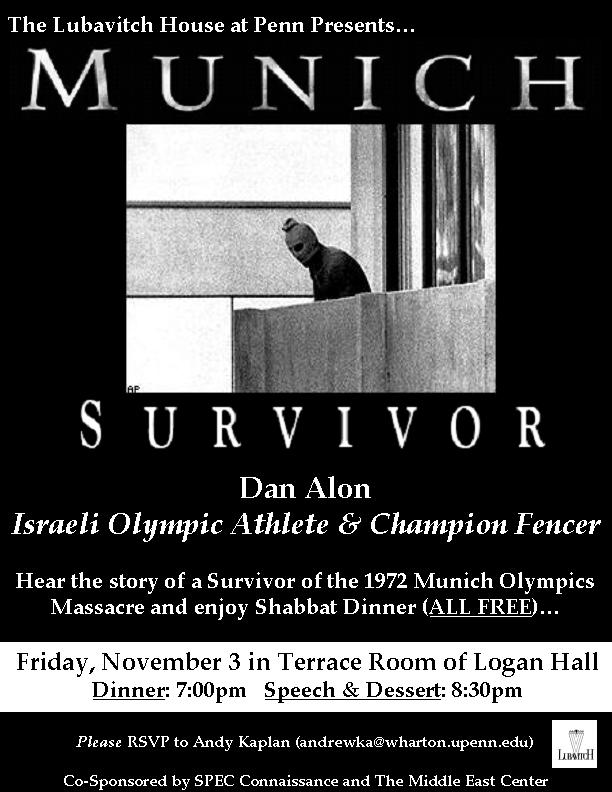 The Lubavitch House at Penn Presents…
MUNICH
AP
SURVIVOR
Dan Alon
Israeli Olympic Athlete & Champion Fencer
Hear the story of a Survivor of the 1972 Munich Olympics
Massacre and enjoy Shabbat Dinner (ALL FREE)…
Friday, November 3 in Terrace Room of Logan Hall
Dinner: 7:00pm Speech & Dessert: 8:30pm
Please RSVP to Andy Kaplan (andrewka@wharton.upenn.edu)
LUBAVITCH
Co-Sponsored by SPEC Connaissance and The Middle East Center